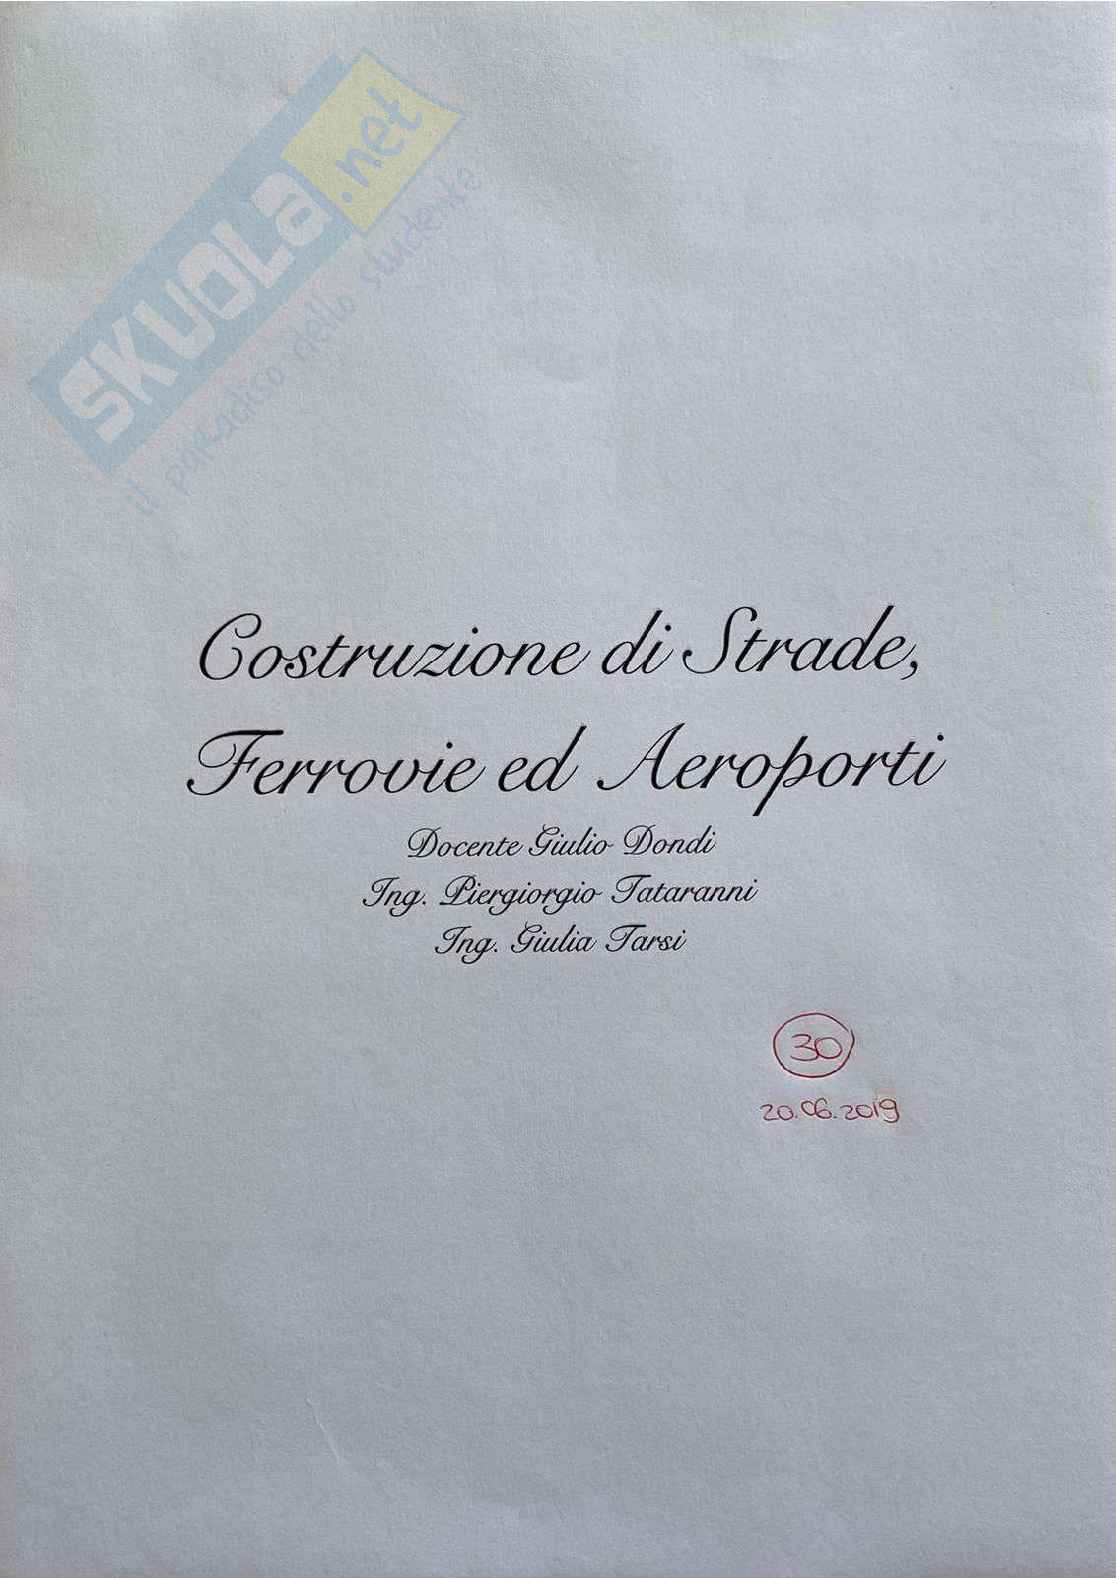 SKUOLA.net
il paradiso dello studente
Costruzione di Strade,
Ferrovie ed Aeroporti
Docente Giulio Dondi
Ing. Piergiorgio Tataranni
Ing. Giulia Tarsi
30
20.06.2019